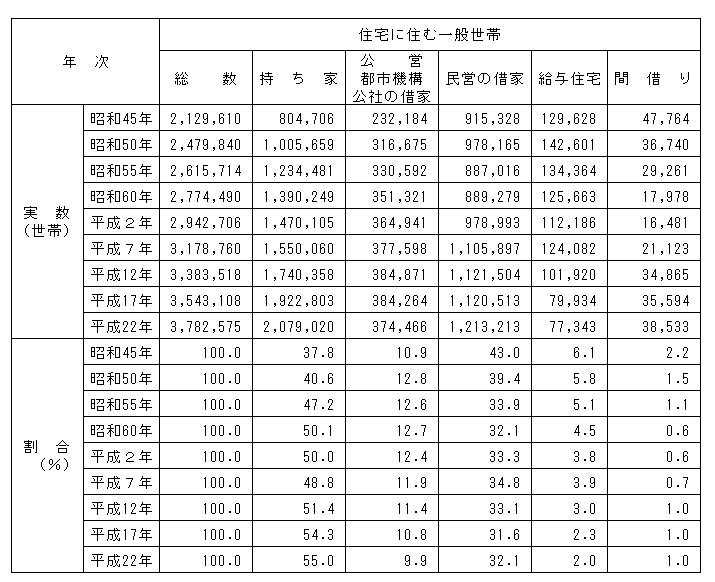 年　次
住宅に住む一般世帯
総　数
持ち家
公　営
都市機構
公社の借家
民営の借家
給与住宅
間借り
実　数
(世帯)
昭和45年 2,129,610 804,706 232,184 915,328 129,628 47,764
昭和50年 2,479,840 1,005,659 316,675 978,165 142,601 36,740
昭和55年 2,615,714 1,234,481 330,592 887,016 134,364 29,261
昭和60年 2,774,490 1,390,249 351,321 889,279 125,663 17,978
平成２年 2,942,706 1,470,105 364,941 978,993 112,186 16,481
平成７年 3,178,760 1,550,060 377,598 1,105,897 124,082 21,123
平成12年 3,383,518 1,740,358 384,871 1,121,504 101,920 34,865
平成17年 3,543,108 1,922,803 384,264 1,120,513 79,934 35,594
平成22年 3,782,575 2,079,020 374,466 1,213,213 77,343 38,533
割　合
(％)
昭和45年 100.0 37.8 10.9 43.0 6.1 2.2
昭和50年 100.0 40.6 12.8 39.4 5.8 1.5
昭和55年 100.0 47.2 12.6 33.9 5.1 1.1
昭和60年 100.0 50.1 12.7 32.1 4.5 0.6
平成２年 100.0 50.0 12.4 33.3 3.8 0.6
平成７年 100.0 48.8 11.9 34.8 3.9 0.7
平成12年 100.0 51.4 11.4 33.1 3.0 1.0
平成17年 100.0 54.3 10.8 31.6 2.3 1.0
平成22年 100.0 55.0 9.9 32.1 2.0 1.0